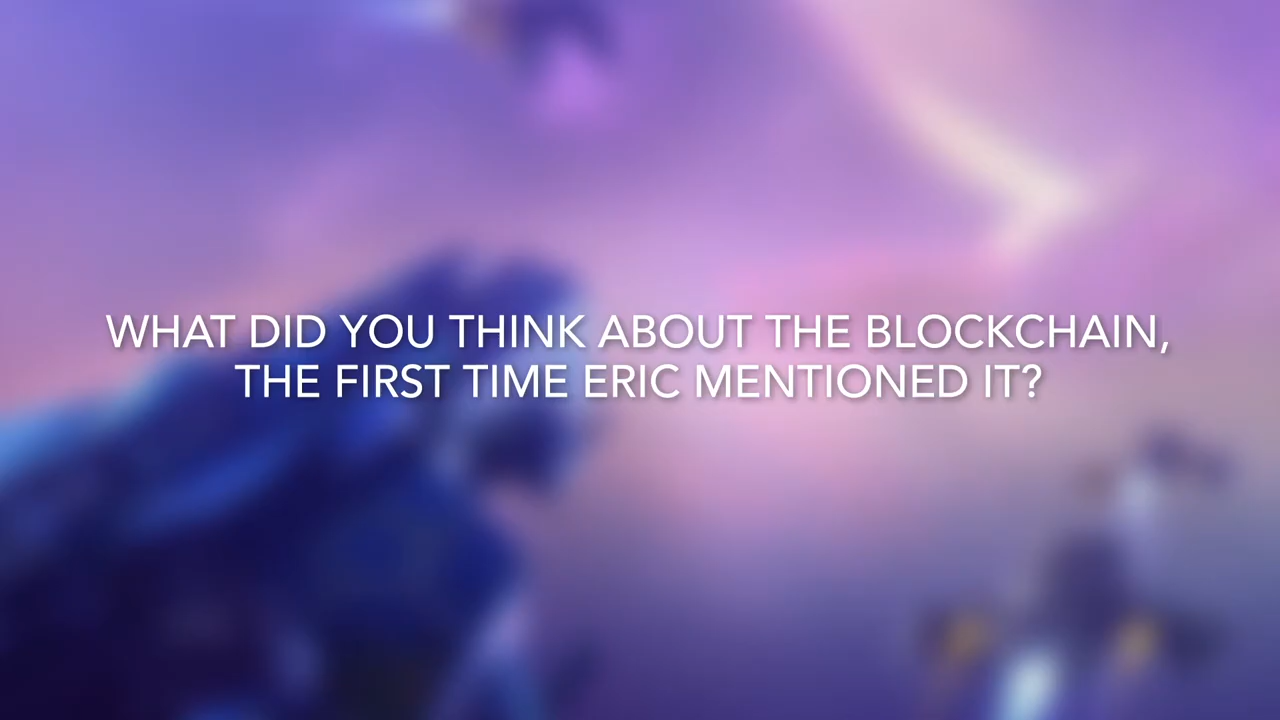 WHAT DID YOU THINK ABOUT THE BLOCKCHAIN,
THE FIRST TIME ERIC MENTIONED IT?